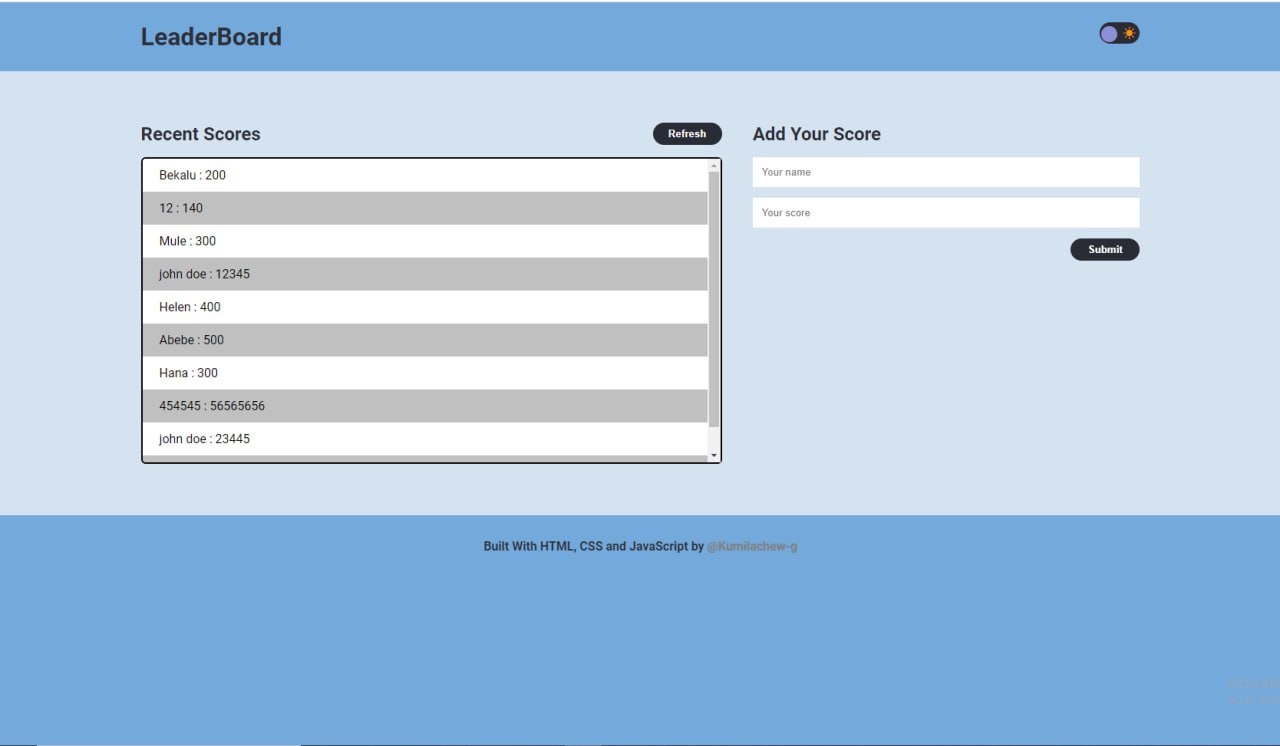 LeaderBoard
Recent Scores
Refresh
Bekalu : 200
12 : 140
Mule : 300
john doe : 12345
Helen : 400
Abebe : 500
Hana : 300
454545 : 56565656
john doe : 23445
Add Your Score
Your name
Your score
Submit
Built With HTML, CSS and JavaScript by @Kumilachew-g